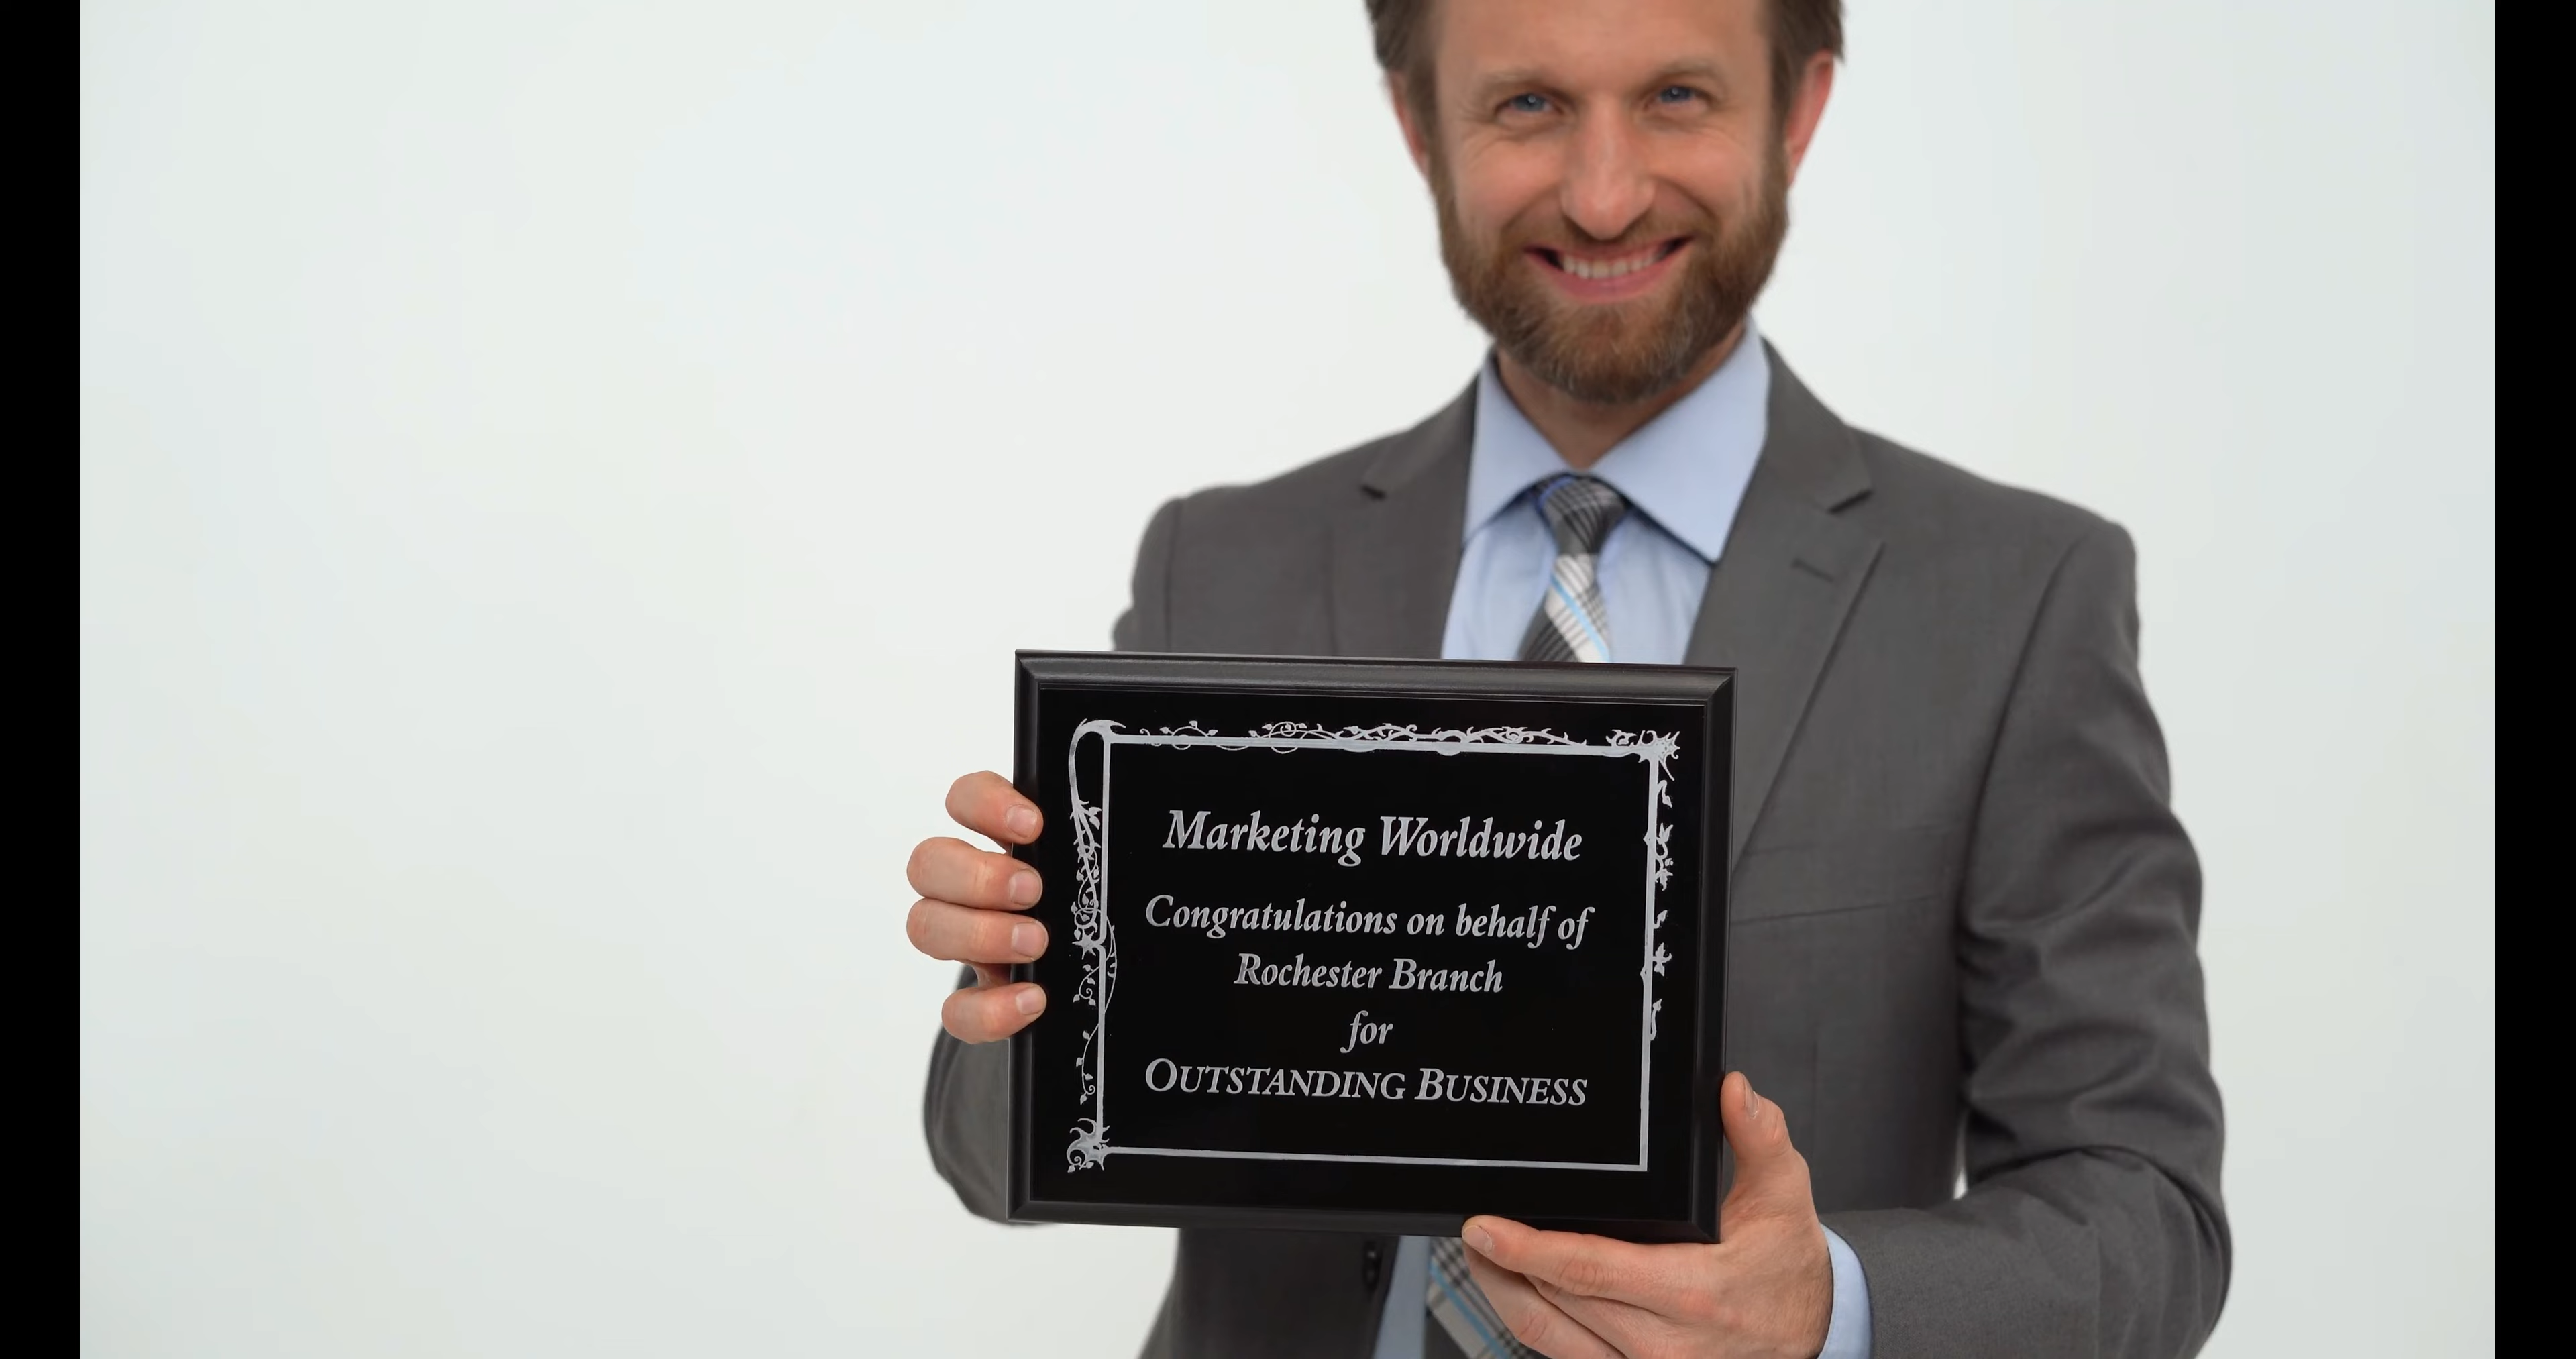 Marketing Worldwide
Congratulations on behalf of
Rochester Branch
for
OUTSTANDING BUSINESS